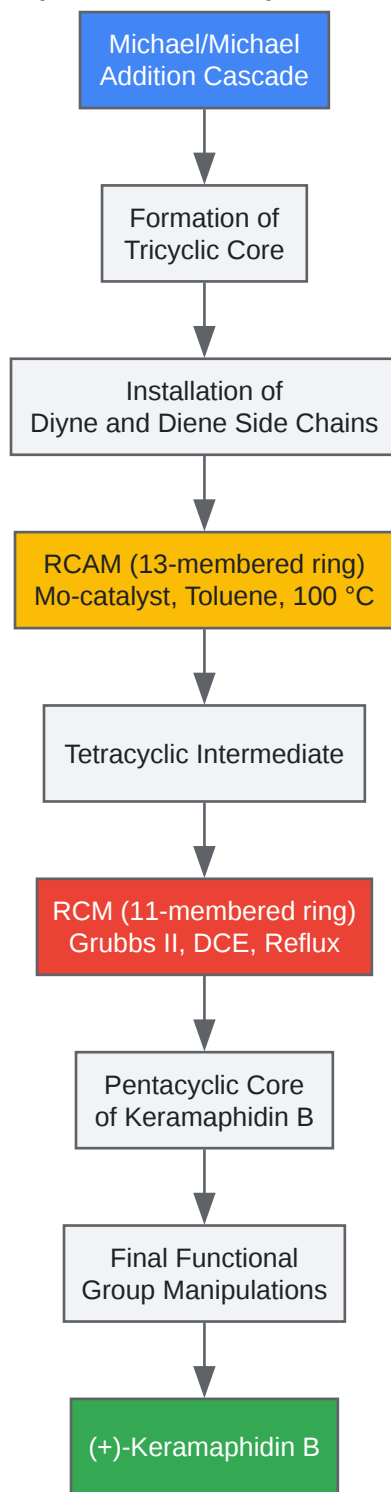 Michael/Michael
Addition Cascade
Formation of
Tricyclic Core
Installation of
Diyne and Diene Side Chains
RCAM (13-membered ring)
Mo-catalyst, Toluene, 100 °C
Tetracyclic Intermediate
RCM (11-membered ring)
Grubbs II, DCE, Reflux
Pentacyclic Core
of Keramaphidin B
Final Functional
Group Manipulations
(+)-Keramaphidin B